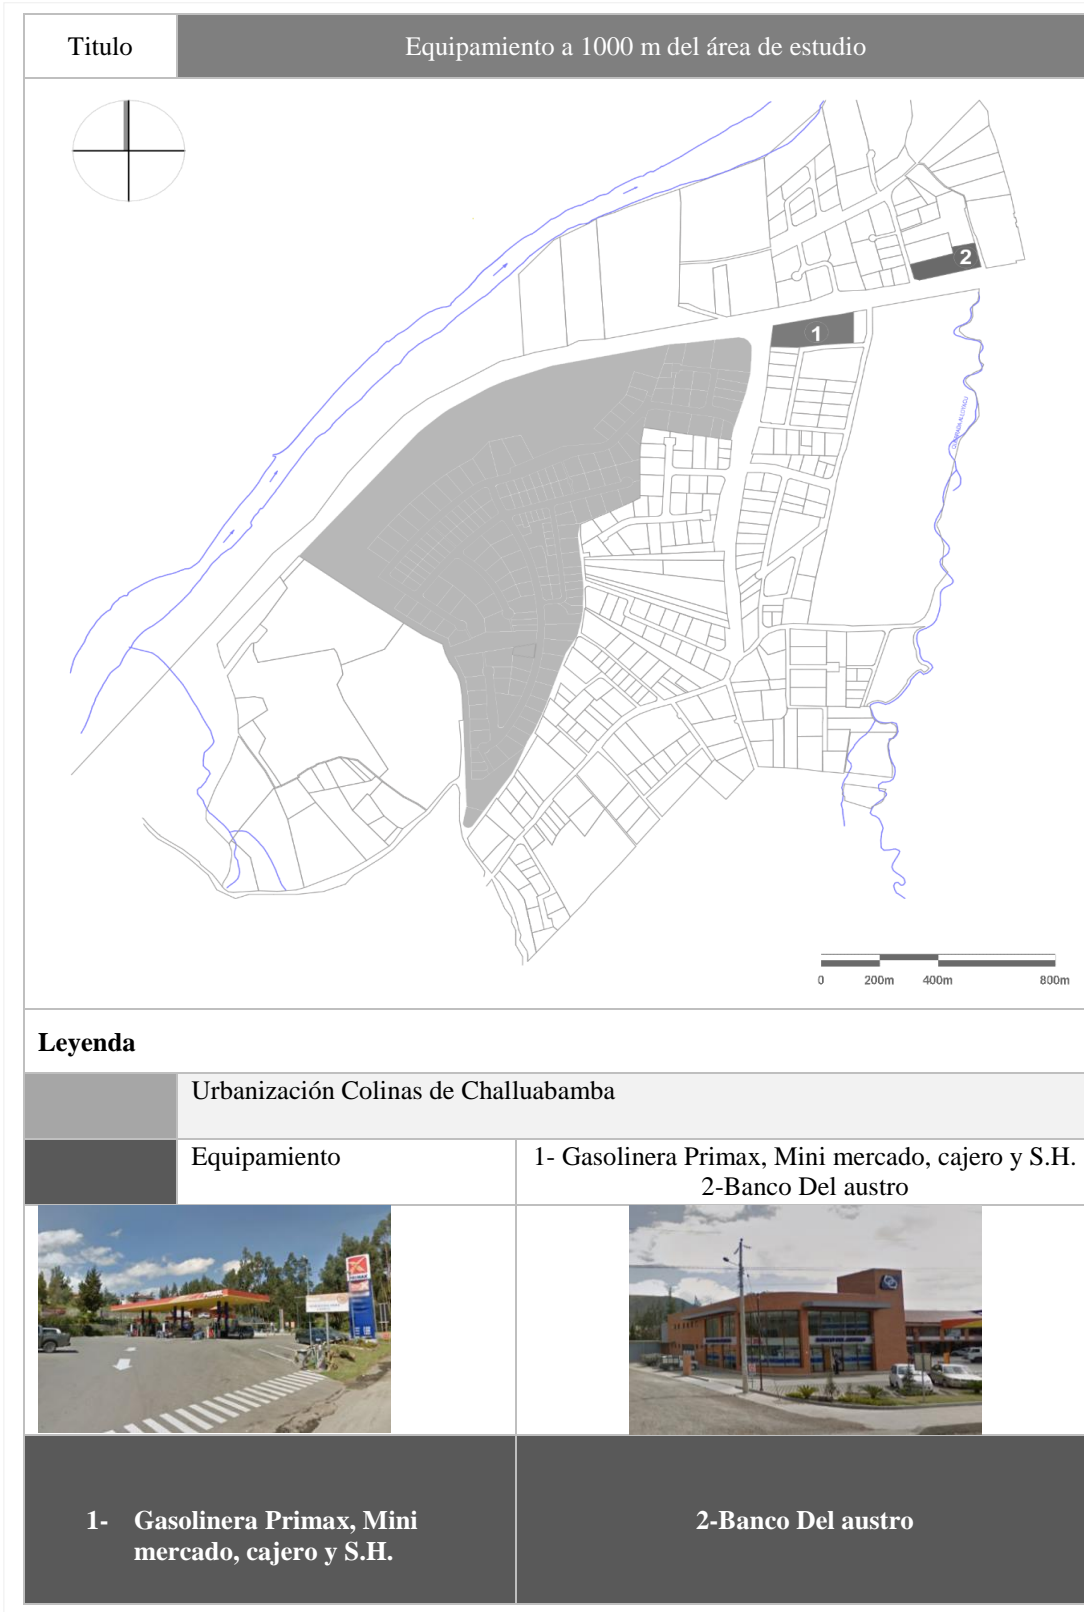 Titulo
Equipamiento a 1000 m del área de estudio
2
1
0 200m 400m 800m
Leyenda
Urbanización Colinas de Challuabamba
Equipamiento
1- Gasolinera Primax, Mini mercado, cajero y S.H.
2-Banco Del austro
1- Gasolinera Primax, Mini
mercado, cajero y S.H.
2-Banco Del austro